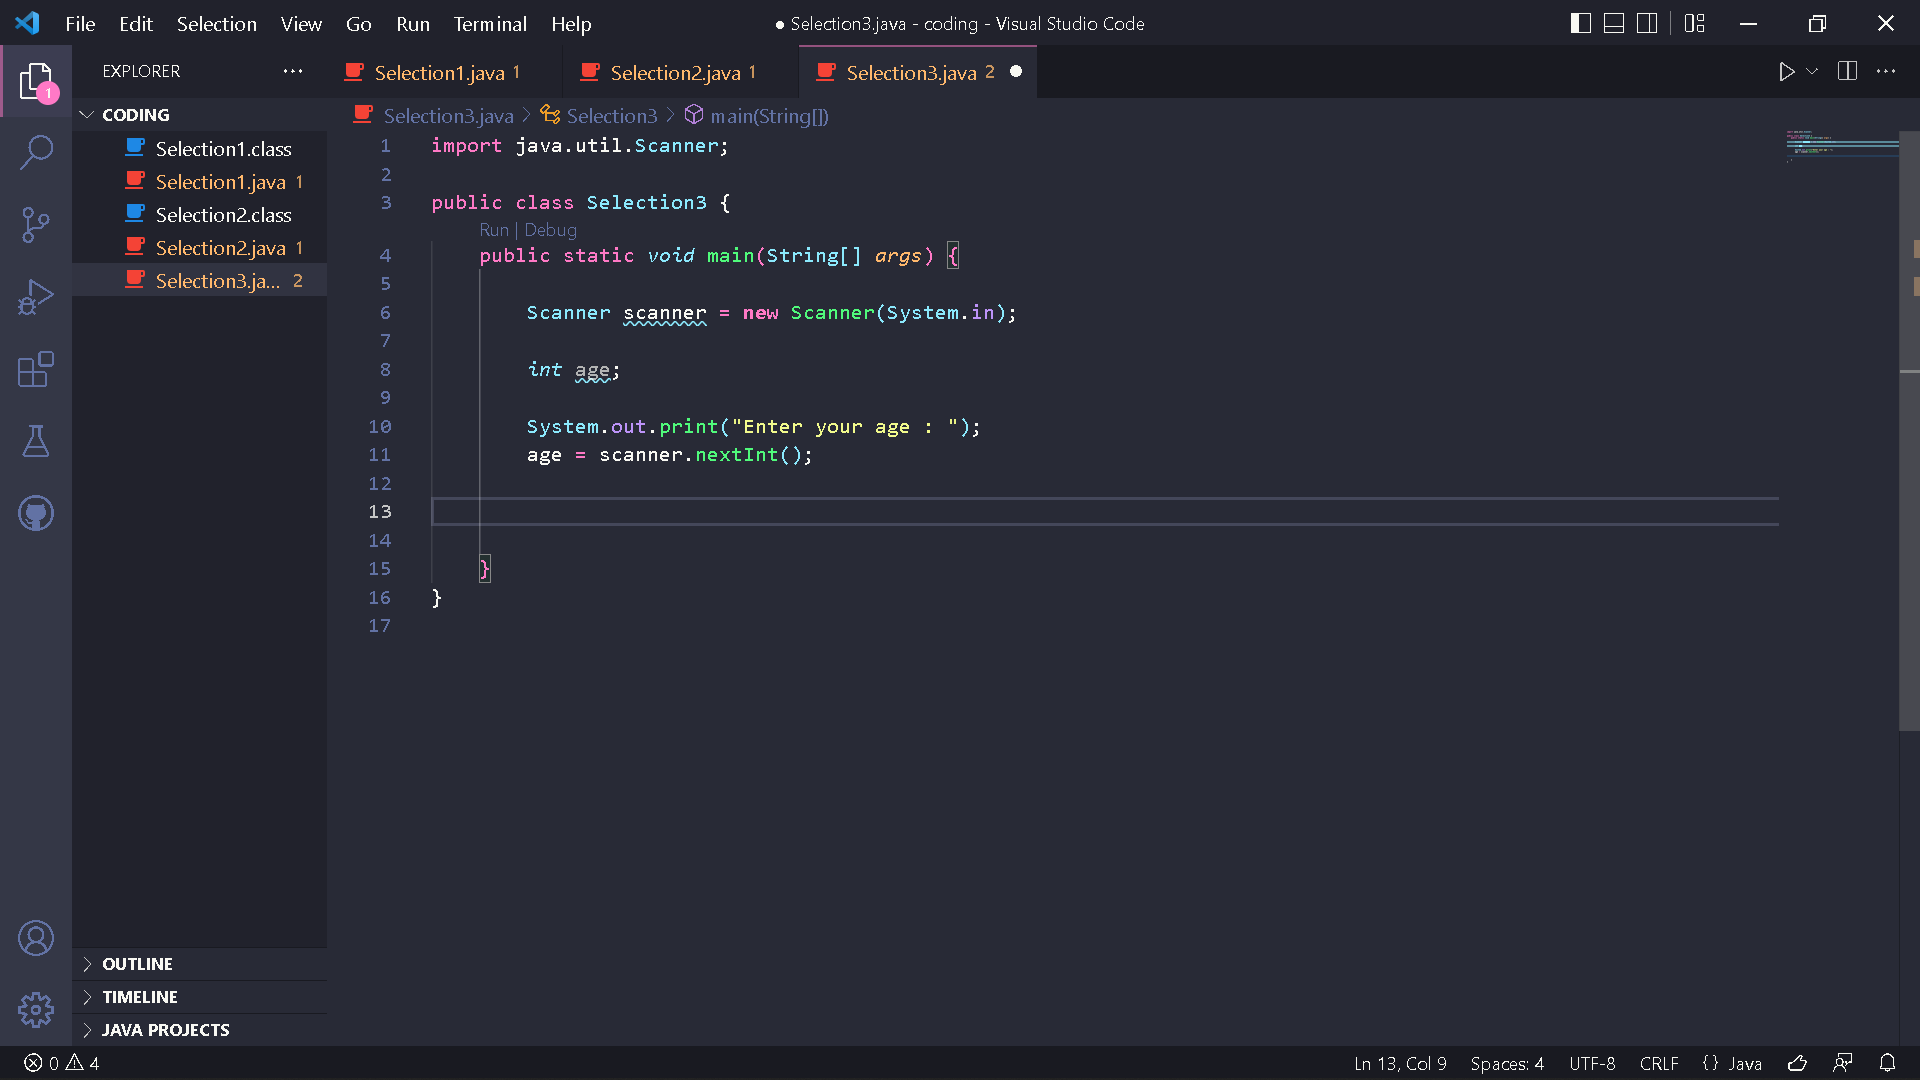 File Edit Selection View Go Run Terminal Help
● Selection3.java - coding - Visual Studio Code
EXPLORER
Selection1.java 1
Selection2.java 1
Selection3.java 2
1
CODING
Selection1.class
Selection1.java 1
Selection2.class
Selection2.java 1
Selection3.ja... 2
OUTLINE
TIMELINE
JAVA PROJECTS
Selection3.java > Selection3 > main(String[])
1 import java.util.Scanner;
2
3 public class Selection3 {
Run | Debug
4 public static void main(String[] args) {
5
6 Scanner scanner = new Scanner(System.in);
7
8 int age;
9
10 System.out.print("Enter your age : ");
11 age = scanner.nextInt();
12
13
14
15 }
16 }
17
0 4
Ln 13, Col 9 Spaces: 4 UTF-8 CRLF {} Java